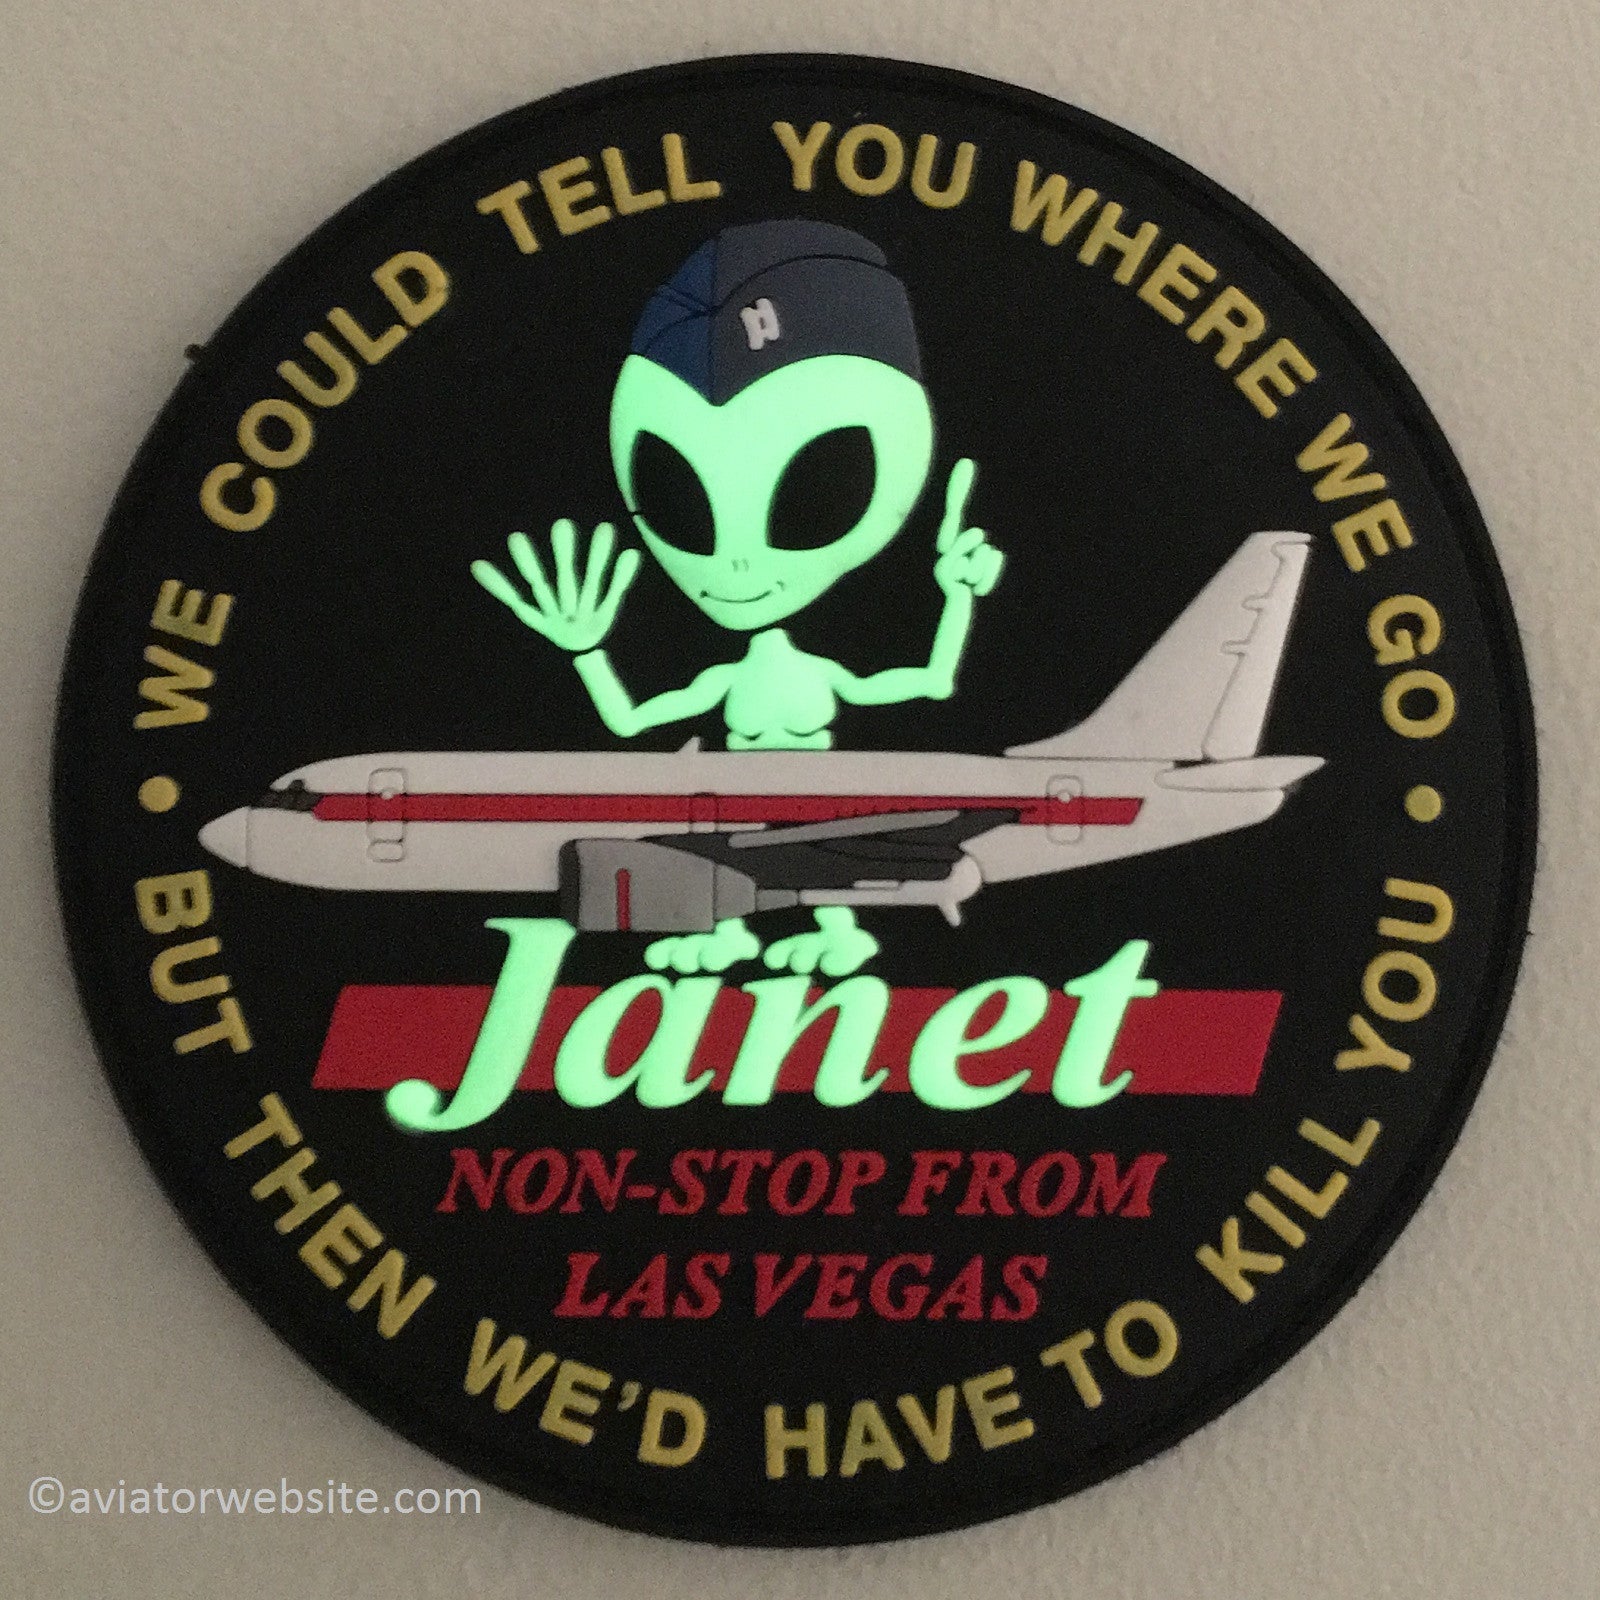 • WE COULD TELL YOU WHERE WE GO •
BUT THEN WE'D HAVE TO KILL YOU
Janet
NON-STOP FROM
LAS VEGAS
©aviatorwebsite.com